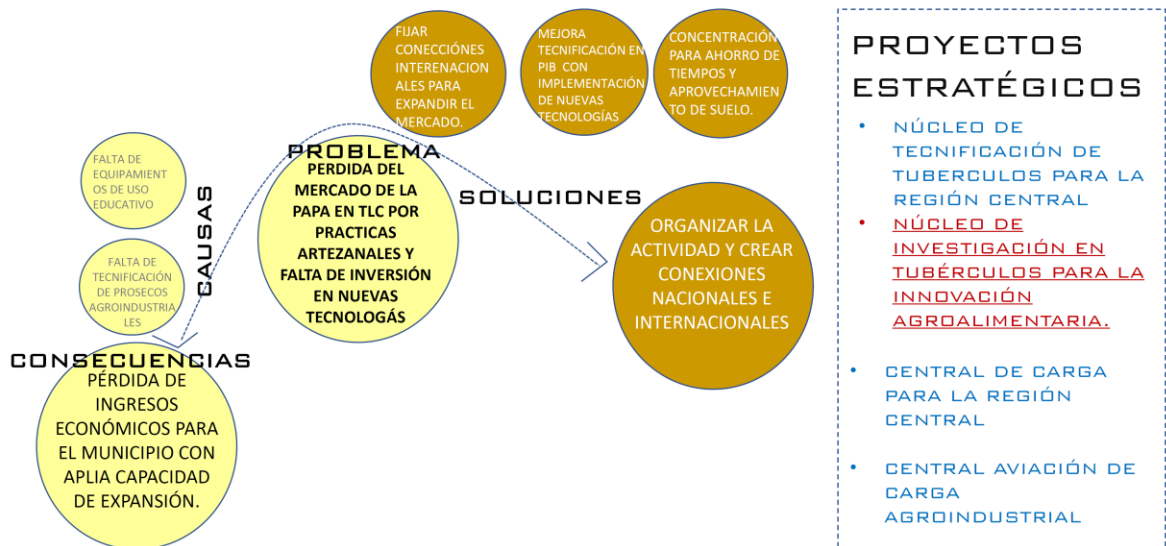 FIJAR
CONECCIÓNES
INTERENACION
ALES PARA
EXPANDIR EL
MERCADO.
MEJORA
TECNIFICACIÓN EN
PIB CON
IMPLEMENTACIÓN
DE NUEVAS
TECNOLOGÍAS
CONCENTRACIÓN
PARA AHORRO DE
TIEMPOS Y
APROVECHAMIEN
TO DE SUELO.
FALTA DE
EQUIPAMIENT
OS DE USO
EDUCATIVO
FALTA DE
TECNIFICACIÓN
DE PROSECOS
AGROINDUSTRIA
LES
CAUSAS
PROBLEMA
PERDIDA DEL
MERCADO DE LA
PAPA EN TLC POR
PRACTICAS
ARTEZANALES Y
FALTA DE INVERSIÓN
EN NUEVAS
TECNOLOGÁS
SOLUCIONES
ORGANIZAR LA
ACTIVIDAD Y CREAR
CONEXIONES
NACIONALES E
INTERNACIONALES
CONSECUENCIAS
PÉRDIDA DE
INGRESOS
ECONÓMICOS PARA
EL MUNICIPIO CON
APLIA CAPACIDAD
DE EXPANSIÓN.
PROYECTOS
ESTRATÉGICOS
• NÚCLEO DE
TECNIFICACIÓN DE
TUBERCULOS PARA LA
REGIÓN CENTRAL
• NÚCLEO DE
INVESTIGACIÓN EN
TUBÉRCULOS PARA LA
INNOVACIÓN
AGROALIMENTARIA.
• CENTRAL DE CARGA
PARA LA REGIÓN
CENTRAL
• CENTRAL AVIACIÓN DE
CARGA
AGROINDUSTRIAL